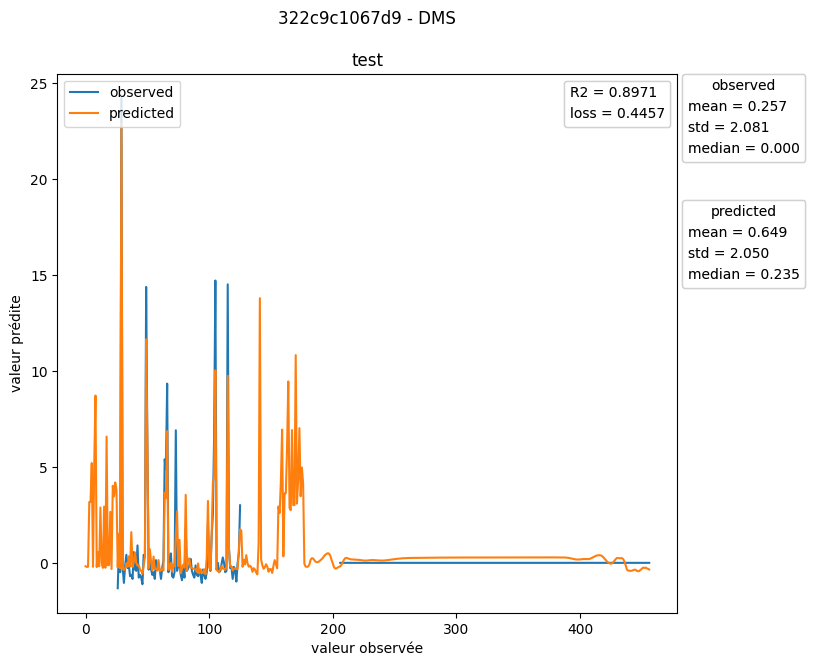 322c9c1067d9 - DMS
test
observed
predicted
R2 = 0.8971
loss = 0.4457
observed
mean = 0.257
std = 2.081
median = 0.000
predicted
mean = 0.649
std = 2.050
median = 0.235
25
20
15
10
5
0
valeur prédite
0 100 200 300 400
valeur observée